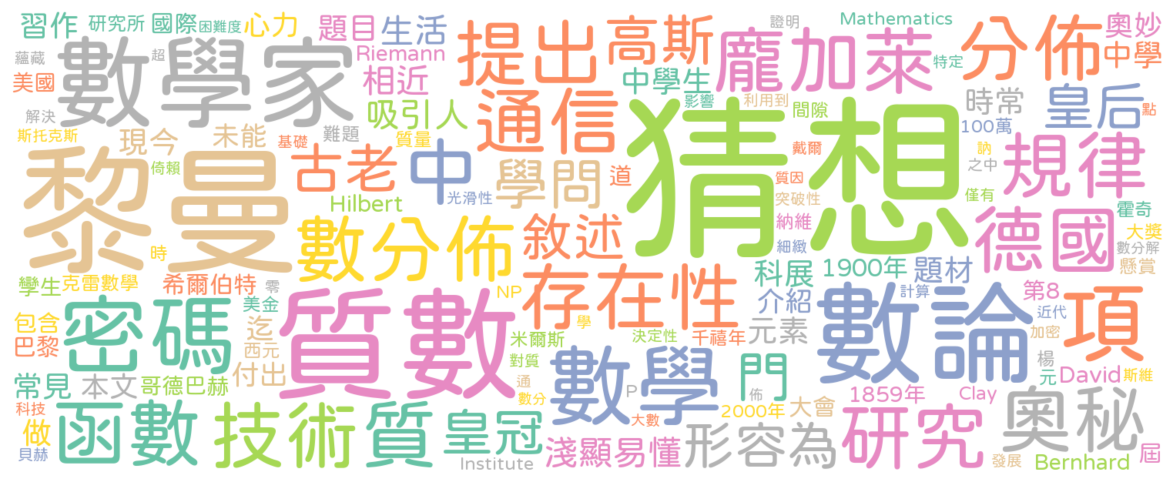 習作
研究所
國際
困難度
心力
題目
生活
提出
高斯
證明
Mathematics
奧妙
蘊藏
超
數學家
Riemann
相近
中學生
龐加萊
特定
分佈
中學
美國
解決
難題
吸引人
通信
影響
利用到
間隙
時常
皇后
點
斯托克斯
現今
未能
基礎
質量
猜想
戴爾
100萬
訥
之中
規律
黎曼
倚賴
古老
中
學問
道
質因
突破性
僅有
霍奇
光滑性
Hilbert
納維
細緻
德國
大獎
數分解
懸賞
數分佈
敘述
時
孿生
克雷數學
希爾伯特
零
NP
存在性
科展
1900年
題材
計算
第8
近代
項
密碼
美金
質數
學
米爾斯
決定性
千禧年
介紹
元素
數論
加密
包含
巴黎
迄
西元
對質
數學
門
楊
元
David
斯維
常見
本文
哥德巴赫
付出
通
數分
P
佈
大數
2000年
大會
1859年
Clay
奧秘
科技
做
貝赫
函數
技術
質
皇冠
Institute
淺顯易懂
形容為
研究
發展
Bernhard
屆